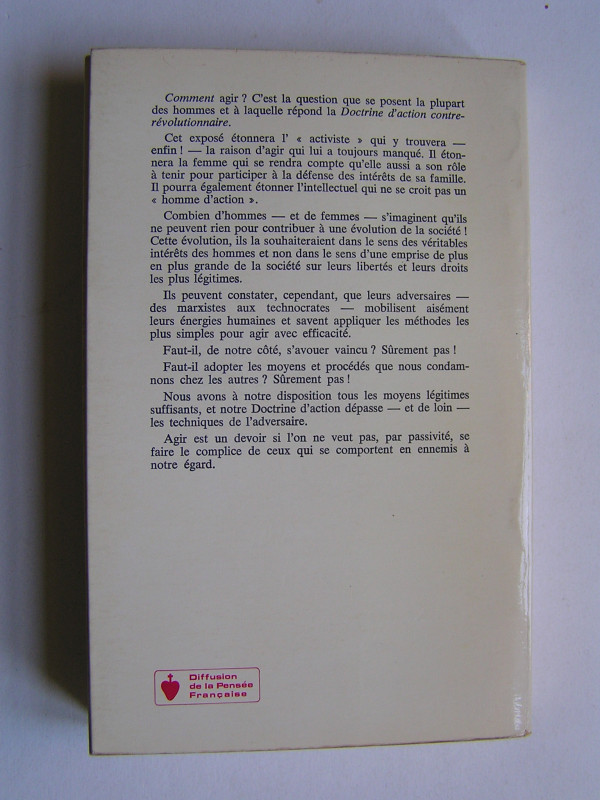 Comment agir ? C'est la question que se posent la plupart
des hommes et à laquelle répond la Doctrine d'action contre-
révolutionnaire.
Cet exposé étonnera l' « activiste » qui y trouvera —
enfin ! — la raison d'agir qui lui a toujours manqué. Il éton-
nera la femme qui se rendra compte qu'elle aussi a son rôle
à tenir pour participer à la défense des intérêts de sa famille.
Il pourra également étonner l'intellectuel qui ne se croit pas un
« homme d'action ».
Combien d'hommes — et de femmes — s'imaginent qu'ils
ne peuvent rien pour contribuer à une évolution de la société !
Cette évolution, ils la souhaiteraient dans le sens des véritables
intérêts des hommes et non dans le sens d'une emprise de plus
en plus grande de la société sur leurs libertés et leurs droits
les plus légitimes.
Ils peuvent constater, cependant, que leurs adversaires —
des marxistes aux technocrates — mobilisent aisément
leurs énergies humaines et savent appliquer les méthodes les
plus simples pour agir avec efficacité.
Faut-il, de notre côté, s'avouer vaincu ? Sûrement pas !
Faut-il adopter les moyens et procédés que nous condam-
nons chez les autres ? Sûrement pas !
Nous avons à notre disposition tous les moyens légitimes
suffisants, et notre Doctrine d'action dépasse — et de loin —
les techniques de l'adversaire.
Agir est un devoir si l'on ne veut pas, par passivité, se
faire le complice de ceux qui se comportent en ennemis à
notre égard.
Diffusion
de la Pensée
Française